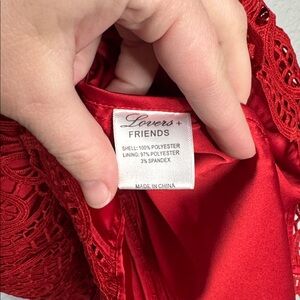 Lovers +
FRIENDS
SHELL: 100% POLYESTER
LINING: 97% POLYESTER
3% SPANDEX
MADE IN CHINA